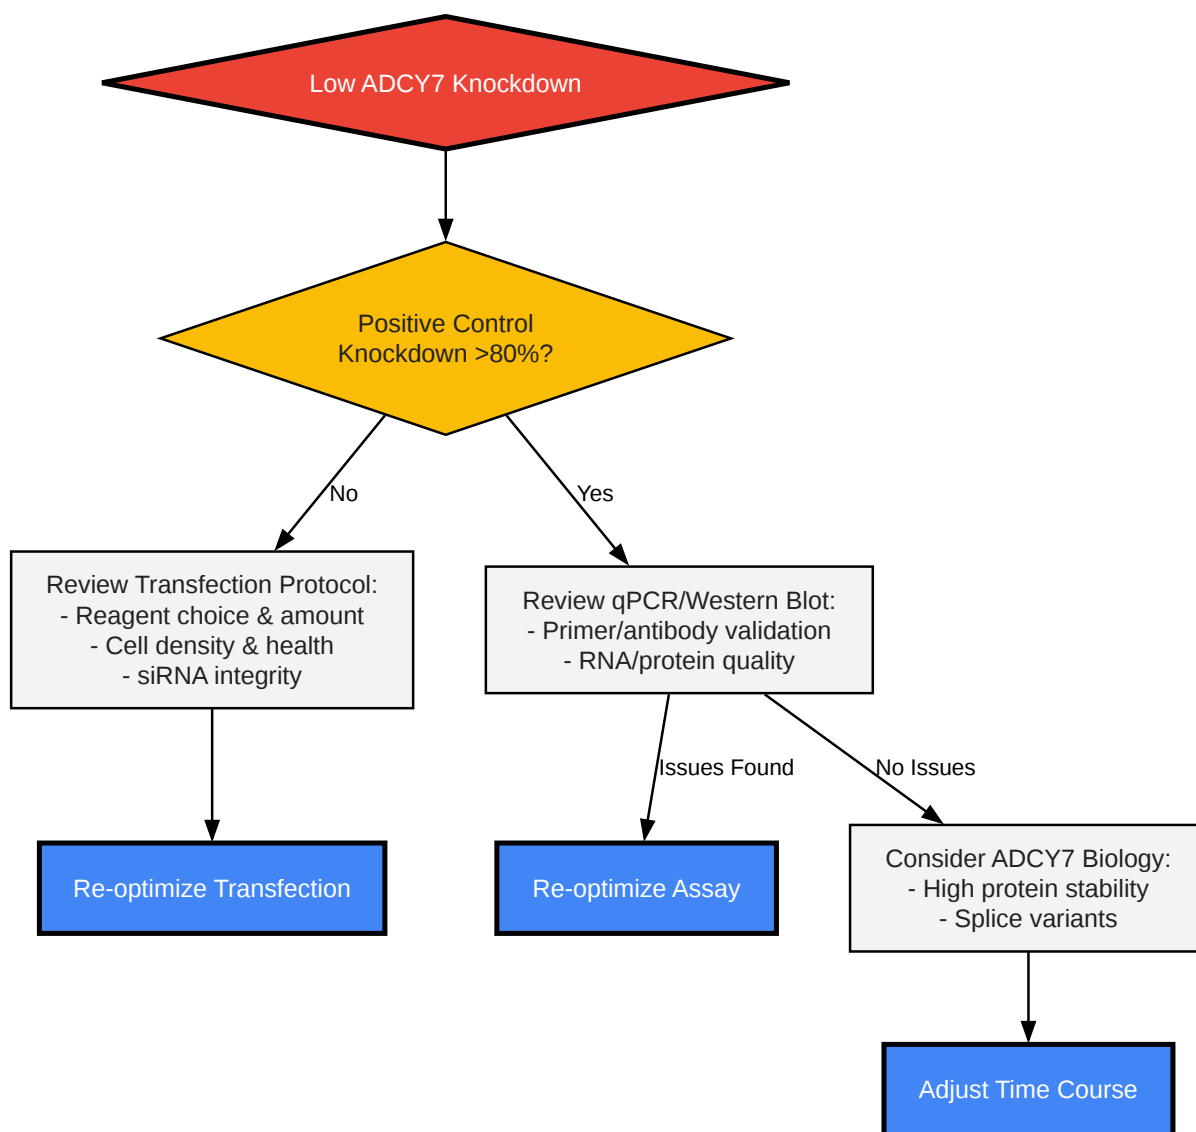 Low ADCY7 Knockdown
Positive Control
Knockdown >80%?
No
Yes
Review Transfection Protocol:
- Reagent choice & amount
- Cell density & health
- siRNA integrity
Review qPCR/Western Blot:
- Primer/antibody validation
- RNA/protein quality
Issues Found
No Issues
Re-optimize Transfection
Re-optimize Assay
Consider ADCY7 Biology:
- High protein stability
- Splice variants
Adjust Time Course